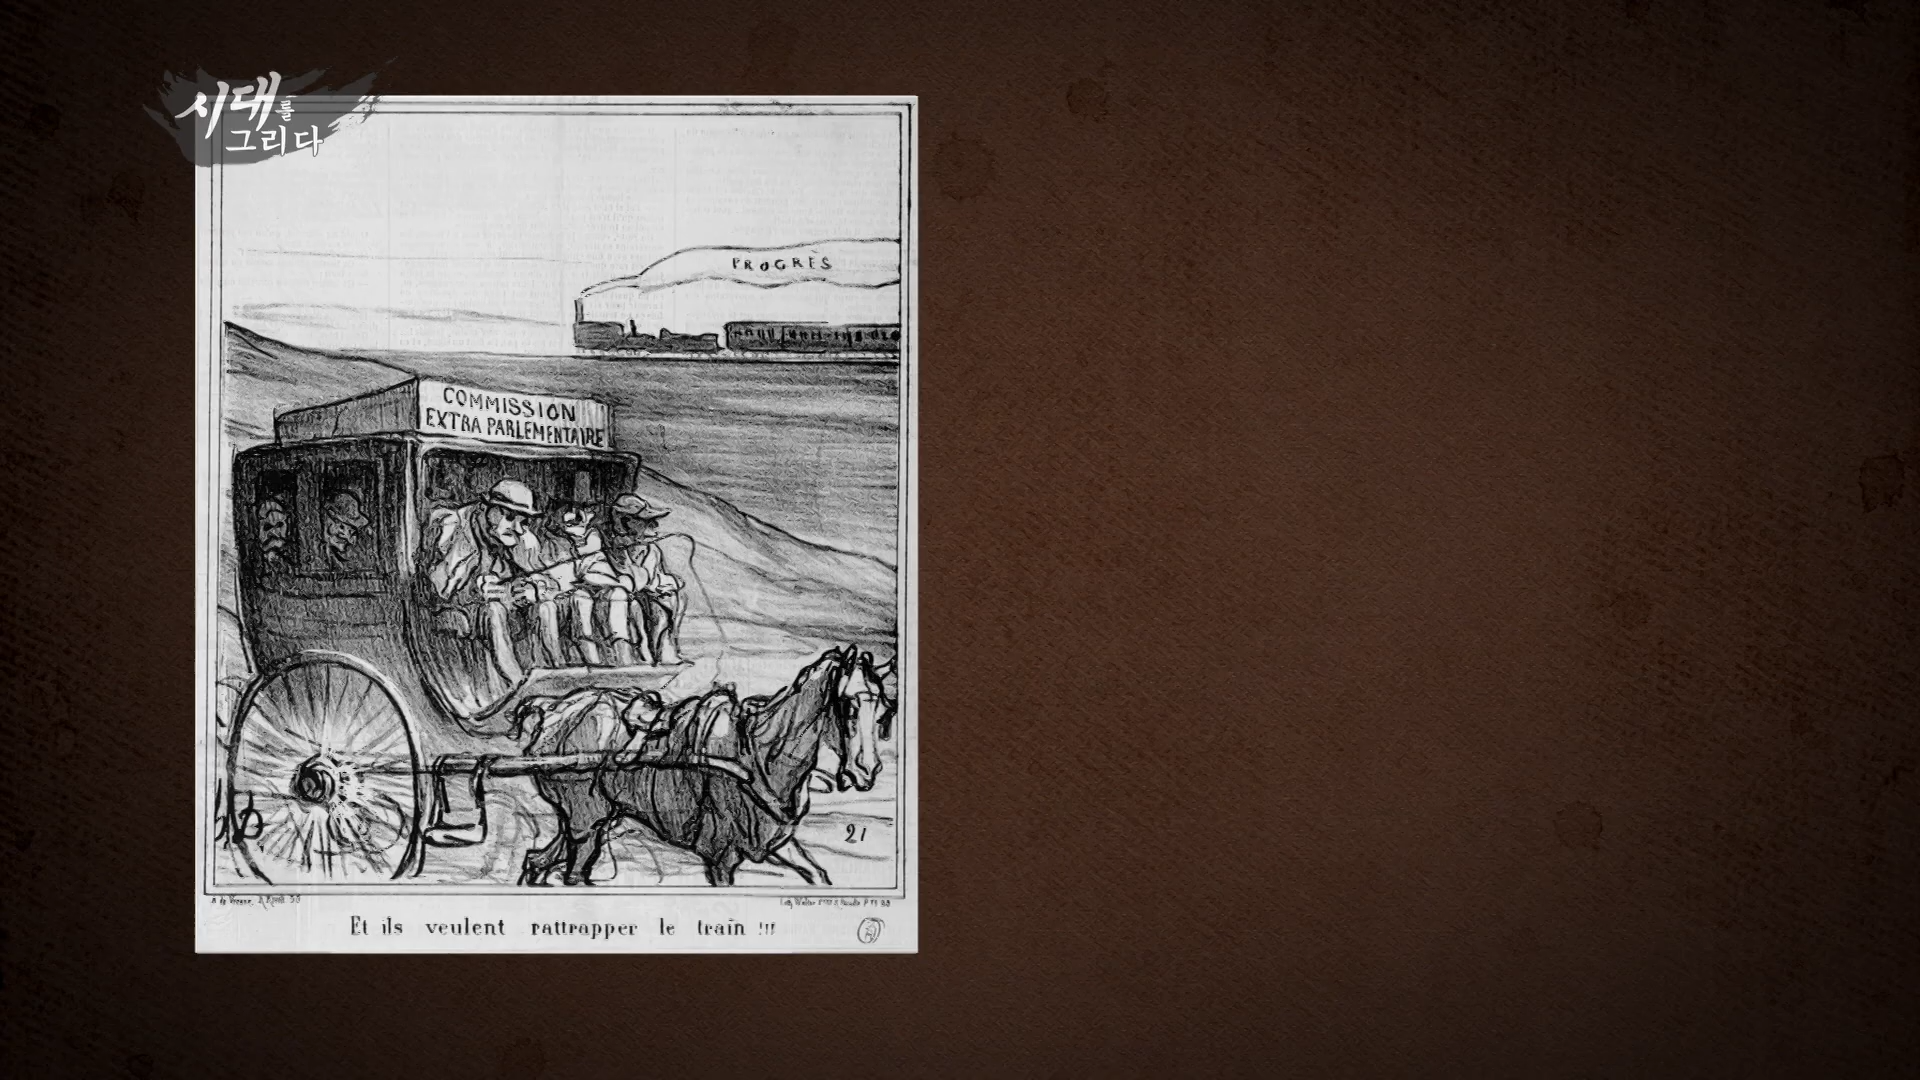 시대를
그리다
PROGRÈS
COMMISSION
EXTRA PARLEMENTAIRE
21
Et ils veulent rattrapper le train !!!